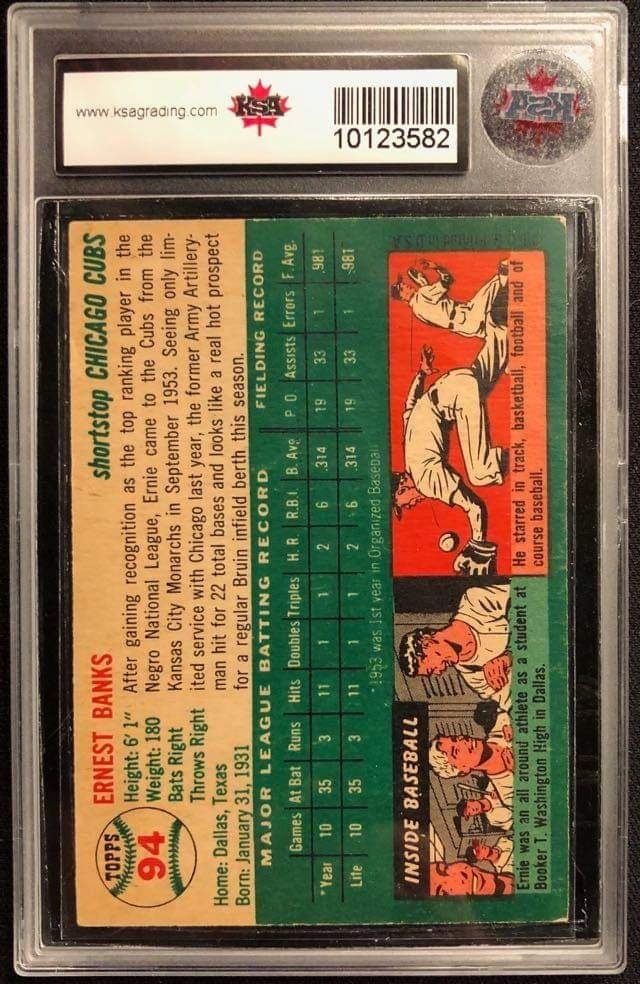 www.ksagrading.com
KSA
10123582
KSA
TOPPS
94
ERNEST BANKS
shortstop CHICAGO CUBS
Height: 6' 1"
Weight: 180
Bats Right
Throws Right
Home: Dallas, Texas
Born: January 31, 1931
After gaining recognition as the top ranking player in the
Negro National League, Ernie came to the Cubs from the
Kansas City Monarchs in September 1953. Seeing only lim-
ited service with Chicago last year, the former Army Artillery-
man hit for 22 total bases and looks like a real hot prospect
for a regular Bruin infield berth this season.
MAJOR LEAGUE BATTING RECORD FIELDING RECORD
Games At Bat Runs Hits Doubles Triples H.R. R.B.I. B.Avg. P.O. Assists Errors F.Avg.
*Year 10 35 3 11 1 1 2 6 .314 19 33 1 .981
Life 10 35 3 11 1 1 2 6 .314 19 33 1 .981
*1953 was 1st year in Organized Baseball
INSIDE BASEBALL
Ernie was an all around athlete as a student at
Booker T. Washington High in Dallas.
He starred in track, basketball, football and of
course baseball.
Printed in U.S.A.